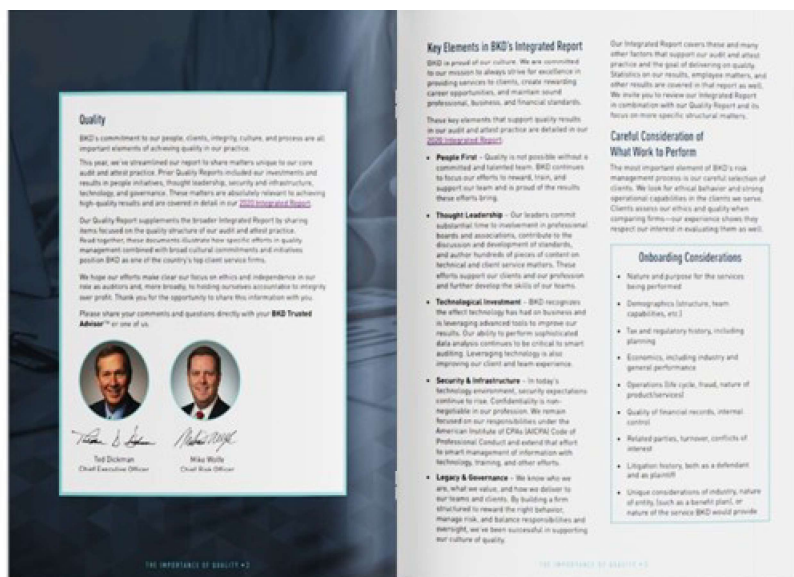 Quality
BKD's commitment to our people, clients, integrity, culture, and process are all
important elements of achieving quality in our practice.
This year, we've streamlined our report to share matters unique to our core
audit and attest practice. Prior Quality Reports included our investments and
results in people initiatives, thought leadership, security and infrastructure,
technology, and governance. These matters are absolutely relevant to achieving
high-quality results and are covered in detail in our 2020 Integrated Report.
Our Quality Report supplements the broader Integrated Report by sharing
items focused on the quality structure of our audit and attest practice.
Read together, these documents illustrate how specific efforts in quality
management combined with broad cultural commitments and initiatives
position BKD as one of the country's top client service firms.
We hope our efforts make clear our focus on ethics and independence in our
role as auditors and, more broadly, to holding ourselves accountable to integrity
over profit. Thank you for the opportunity to share this information with you.
Please share your comments and questions directly with your BKD Trusted
Advisor™ or one of us.
Ted Dickman
Chief Executive Officer
Mike Wolfe
Chief Risk Officer
THE IMPORTANCE OF QUALITY • 2
Key Elements in BKD's Integrated Report
BKD is proud of our culture. We are committed
to our mission to always strive for excellence in
providing services to clients, create rewarding
career opportunities, and maintain sound
professional, business, and financial standards.
These key elements that support quality results
in our audit and attest practice are detailed in our
2020 Integrated Report.
• People First – Quality is not possible without a
committed and talented team. BKD continues
to focus our efforts to reward, train, and
support our team and is proud of the results
these efforts bring.
• Thought Leadership – Our leaders commit
substantial time to involvement in professional
boards and associations, contribute to the
discussion and development of standards,
and author hundreds of pieces of content on
technical and client service matters. These
efforts support our clients and our profession
and further develop the skills of our teams.
• Technological Investment – BKD recognizes
the effect technology has had on business and
is leveraging advanced tools to improve our
results. Our ability to perform sophisticated
data analysis continues to be critical to smart
auditing. Leveraging technology is also
improving our client and team experience.
• Security & Infrastructure – In today's
technology environment, security expectations
continue to rise. Confidentiality is non-
negotiable in our profession. We remain
focused on our responsibilities under the
American Institute of CPAs (AICPA) Code of
Professional Conduct and extend that effort
to smart management of information with
technology, training, and other efforts.
• Legacy & Governance – We know who we
are, what we value, and how we deliver to
our teams and clients. By building a firm
structured to reward the right behavior,
manage risk, and balance responsibilities and
oversight, we've been successful in supporting
our culture of quality.
Our Integrated Report covers these and many
other factors that support our audit and attest
practice and the goal of delivering on quality.
Statistics on our results, employee matters, and
other results are covered in that report as well.
We invite you to review our Integrated Report
in combination with our Quality Report and its
focus on more specific structural matters.
Careful Consideration of
What Work to Perform
The most important element of BKD's risk
management process is our careful selection of
clients. We look for ethical behavior and strong
operational capabilities in the clients we serve.
Clients assess our ethics and quality when
comparing firms—our experience shows they
respect our interest in evaluating them as well.
Onboarding Considerations
• Nature and purpose for the services
being performed
• Demographics (structure, team
capabilities, etc.)
• Tax and regulatory history, including
planning
• Economics, including industry and
general performance
• Operations (life cycle, fraud, nature of
product/services)
• Quality of financial records, internal
control
• Related parties, turnover, conflicts of
interest
• Litigation history, both as a defendant
and as plaintiff
• Unique considerations of industry, nature
of entity, (such as a benefit plan), or
nature of the service BKD would provide
THE IMPORTANCE OF QUALITY •